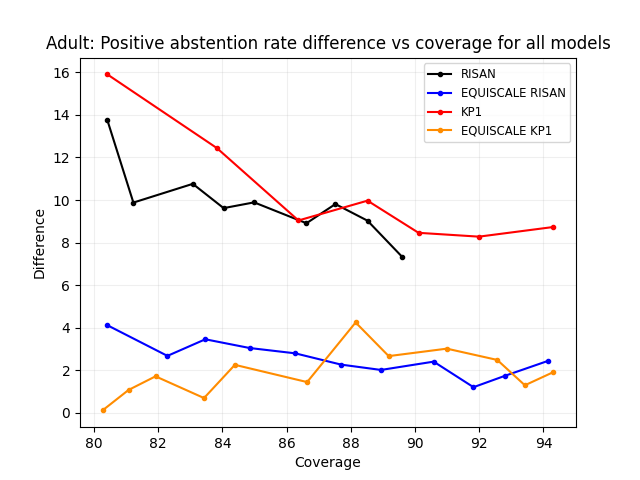 Adult: Positive abstention rate difference vs coverage for all models
RISAN
EQUISCALE RISAN
KP1
EQUISCALE KP1
Difference
16
14
12
10
8
6
4
2
0
80 82 84 86 88 90 92 94
Coverage